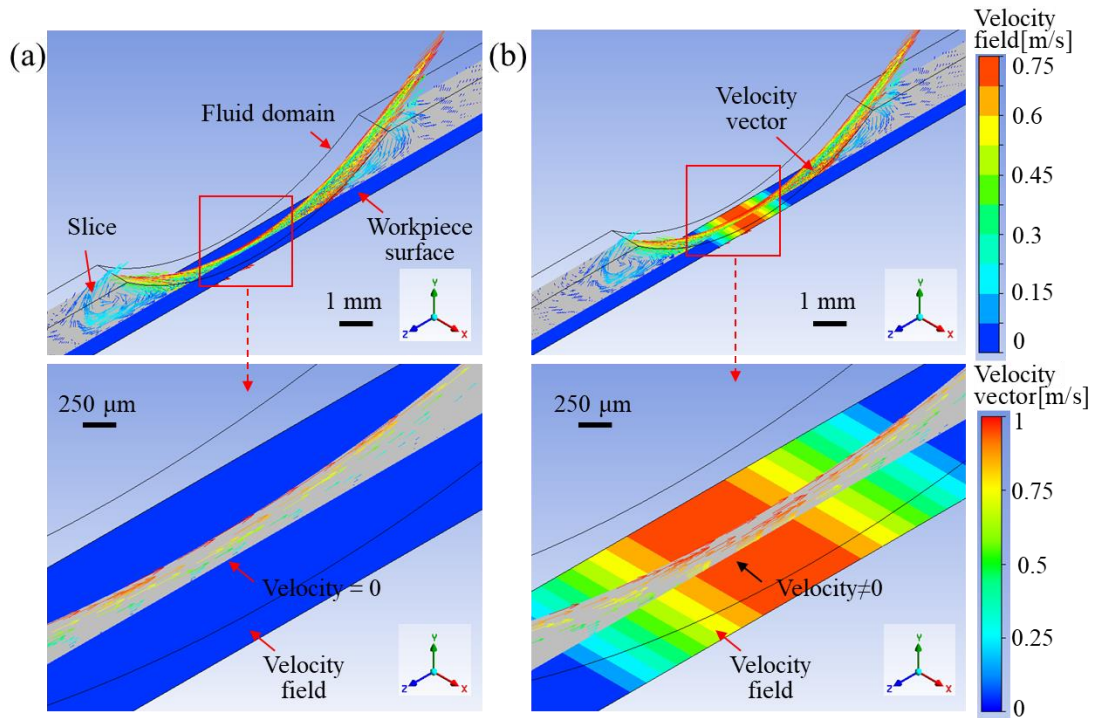 (a)
Fluid domain
Slice
Workpiece
surface
1 mm
Y
Z
X
(b)
Velocity
vector
1 mm
Y
Z
X
Velocity
field[m/s]
0.75
0.6
0.45
0.3
0.15
0
250 μm
Velocity = 0
Velocity
field
Y
Z
X
250 μm
Velocity≠0
Velocity
field
Y
Z
X
Velocity
vector[m/s]
1
0.75
0.5
0.25
0